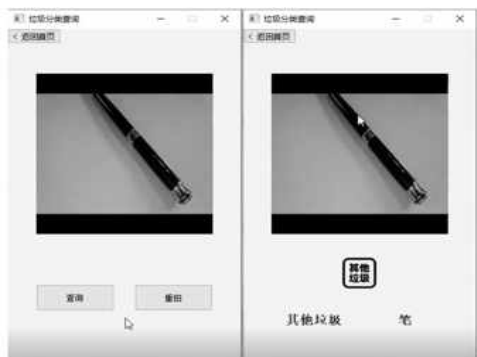 垃圾分类查询
< 返回首页
查询
重拍
垃圾分类查询
< 返回首页
其他
垃圾
其他垃圾 笔